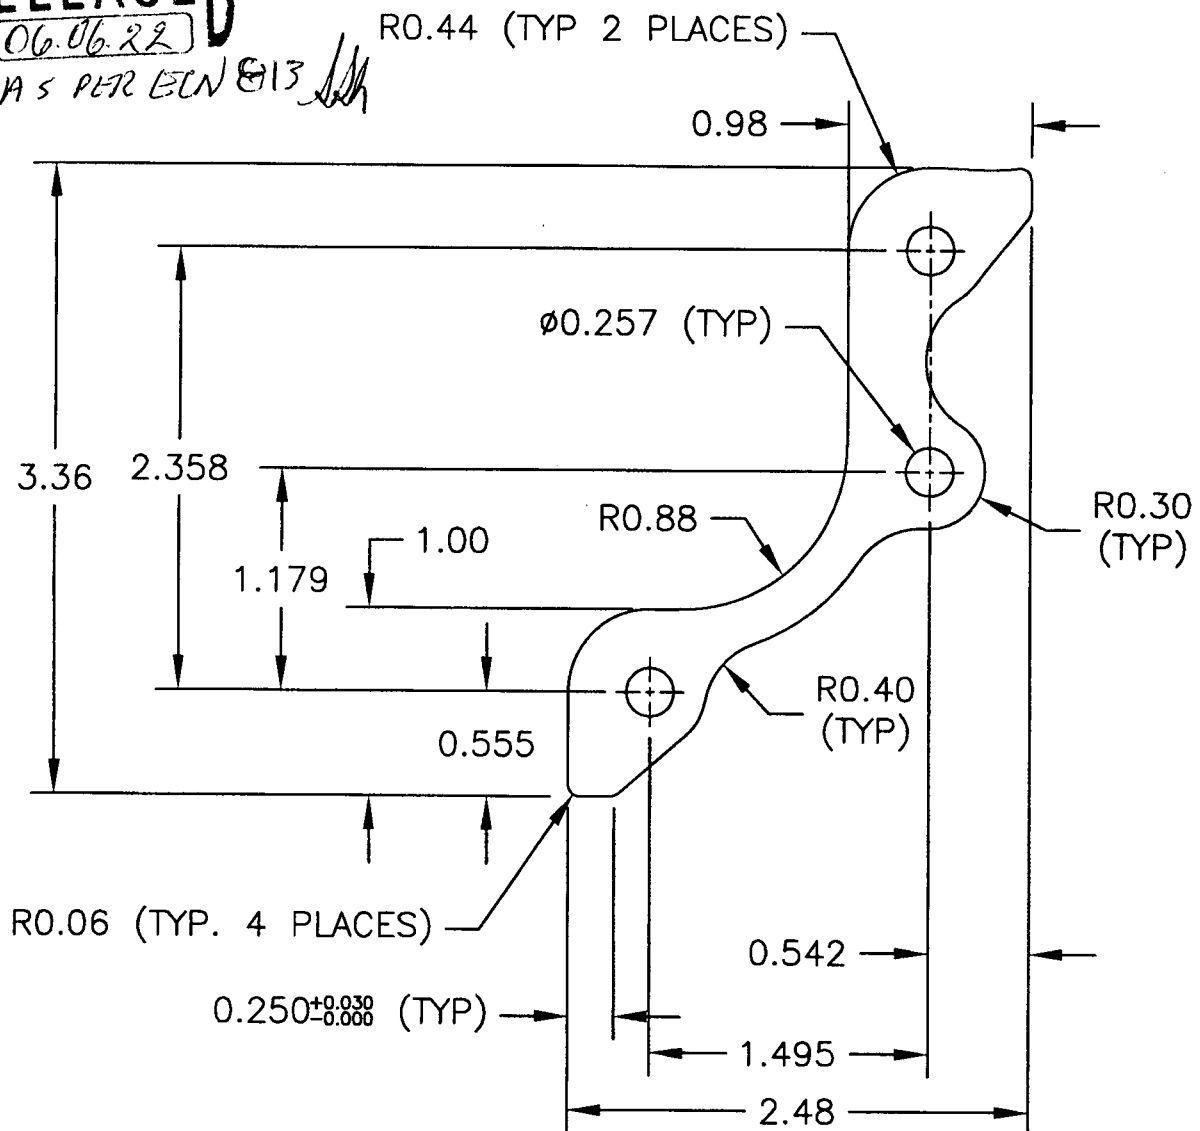 06.06.22
AS PER ECN
R0.44 (TYP 2 PLACES)
0.98
ø0.257 (TYP)
3.36
2.358
R0.88
R0.30
(TYP)
1.00
1.179
R0.40
(TYP)
0.555
R0.06 (TYP. 4 PLACES)
0.542
0.250+0.030 -0.000 (TYP)
1.495
2.48